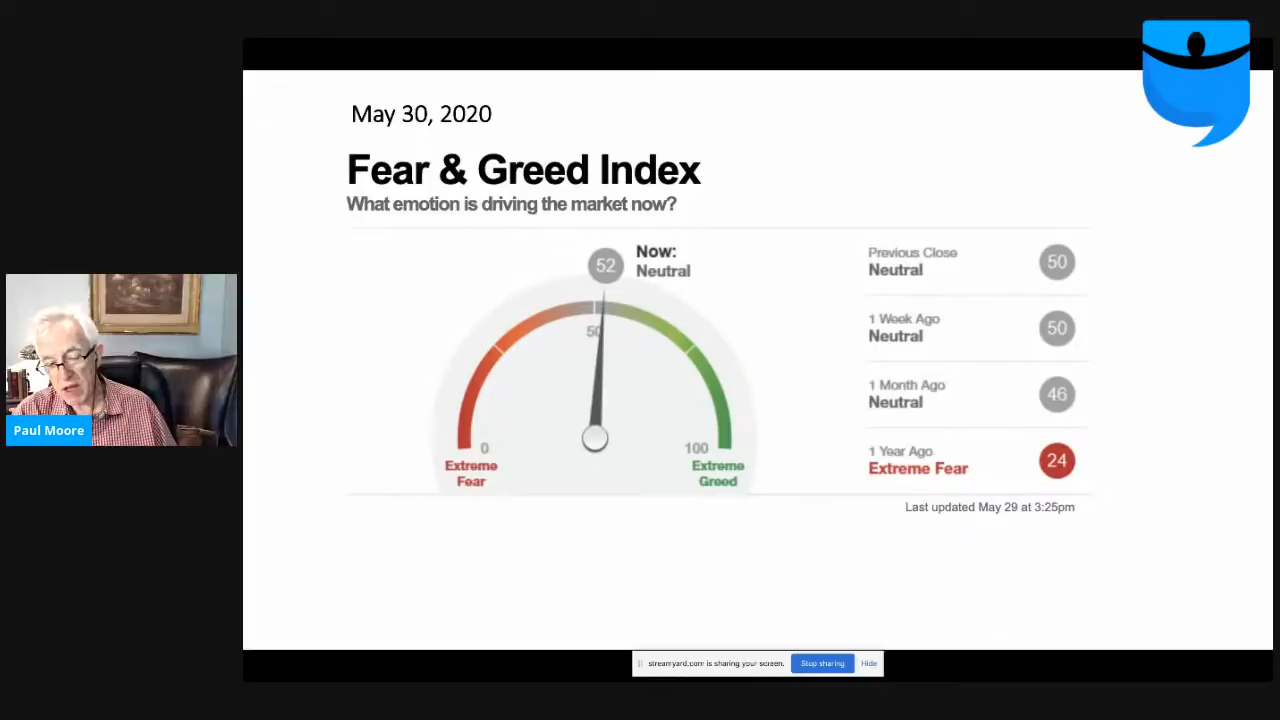 May 30, 2020
Fear & Greed Index
What emotion is driving the market now?
52
Now:
Neutral
50
0
100
Extreme
Fear
Extreme
Greed
Previous Close
Neutral
50
1 Week Ago
Neutral
50
1 Month Ago
Neutral
46
1 Year Ago
Extreme Fear
24
Last updated May 29 at 3:25pm
Paul Moore
streamyard.com is sharing your screen.
Stop sharing
Hide